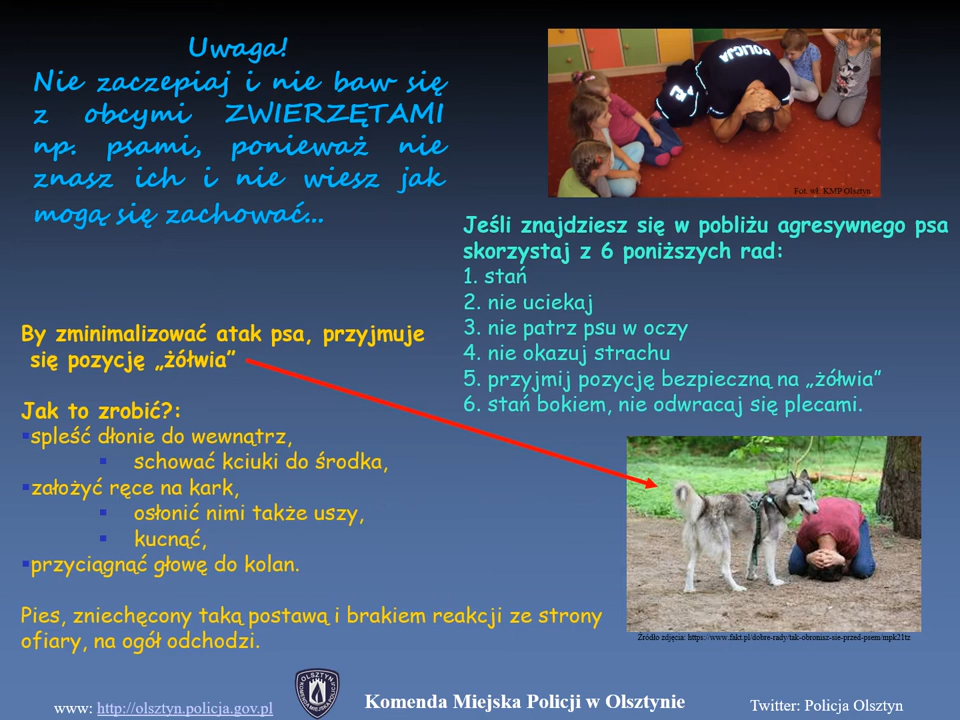 Uwaga!
Nie zaczepiaj i nie baw się
z obcymi ZWIERZĘTAMI
np. psami, ponieważ nie
znasz ich i nie wiesz jak
mogą się zachować...
POLICJA
Fot. wł. KMP Olsztyn
Jeśli znajdziesz się w pobliżu agresywnego psa
skorzystaj z 6 poniższych rad:
1. stań
2. nie uciekaj
3. nie patrz psu w oczy
4. nie okazuj strachu
5. przyjmij pozycję bezpieczną na „żółwia”
6. stań bokiem, nie odwracaj się plecami.
By zminimalizować atak psa, przyjmuje
się pozycję „żółwia”
Jak to zrobić?:
▪spleść dłonie do wewnątrz,
▪ schować kciuki do środka,
▪założyć ręce na kark,
▪ osłonić nimi także uszy,
▪ kucnąć,
▪przyciągnąć głowę do kolan.
Pies, zniechęcony taką postawą i brakiem reakcji ze strony
ofiary, na ogół odchodzi.
Źródło zdjęcia: https://www.fakt.pl/dobre-rady/tak-obronisz-sie-przed-psem/mpk21tz
www: http://olsztyn.policja.gov.pl
OLSZTYN
KOMENDA MIEJSKA POLICJI
Komenda Miejska Policji w Olsztynie
Twitter: Policja Olsztyn